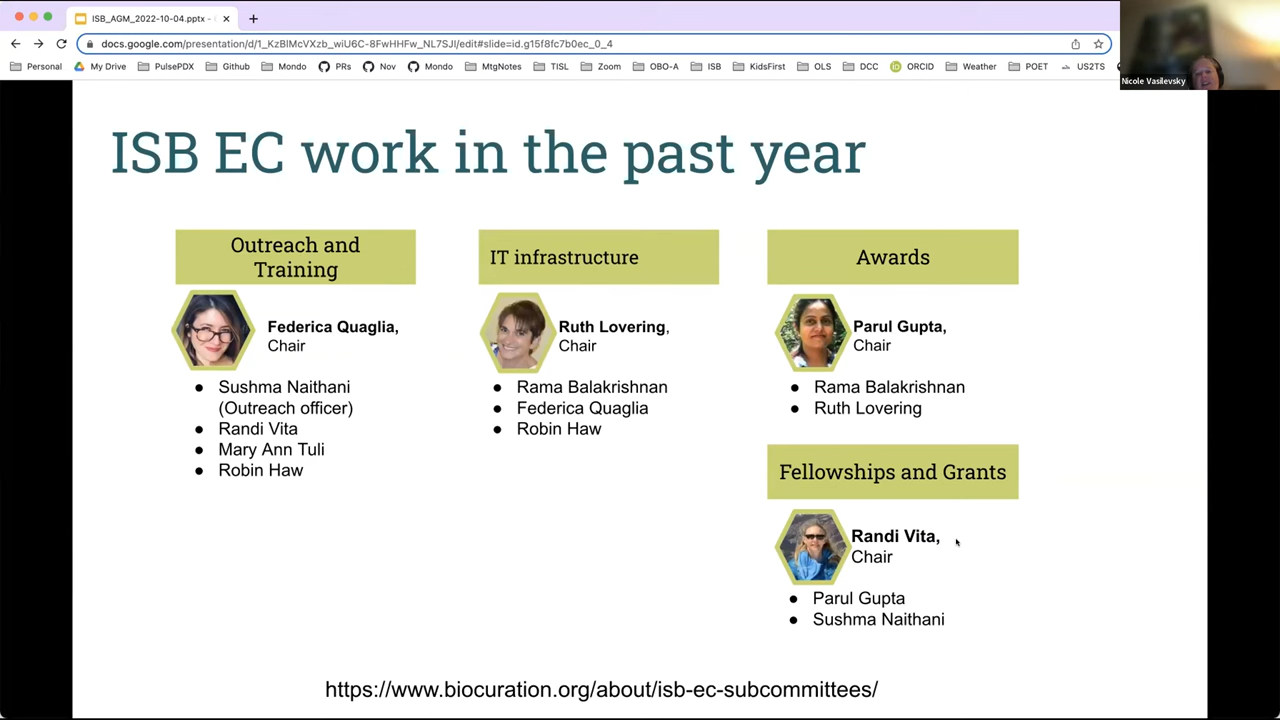 ISB_AGM_2022-10-04.pptx -
docs.google.com/presentation/d/1_KzBlMcVXzb_wiU6C-8FwHHFw_NL7SJI/edit#slide=id.g15f8fc7b0ec_0_4
Personal My Drive PulsePDX Github Mondo PRs Nov Mondo MtgNotes TISL Zoom OBO-A ISB KidsFirst OLS DCC ORCID Weather POET US2TS
Nicole Vasilevsky
ISB EC work in the past year
Outreach and
Training
Federica Quaglia,
Chair
● Sushma Naithani
(Outreach officer)
● Randi Vita
● Mary Ann Tuli
● Robin Haw
IT infrastructure
Ruth Lovering,
Chair
● Rama Balakrishnan
● Federica Quaglia
● Robin Haw
Awards
Parul Gupta,
Chair
● Rama Balakrishnan
● Ruth Lovering
Fellowships and Grants
Randi Vita,
Chair
● Parul Gupta
● Sushma Naithani
https://www.biocuration.org/about/isb-ec-subcommittees/